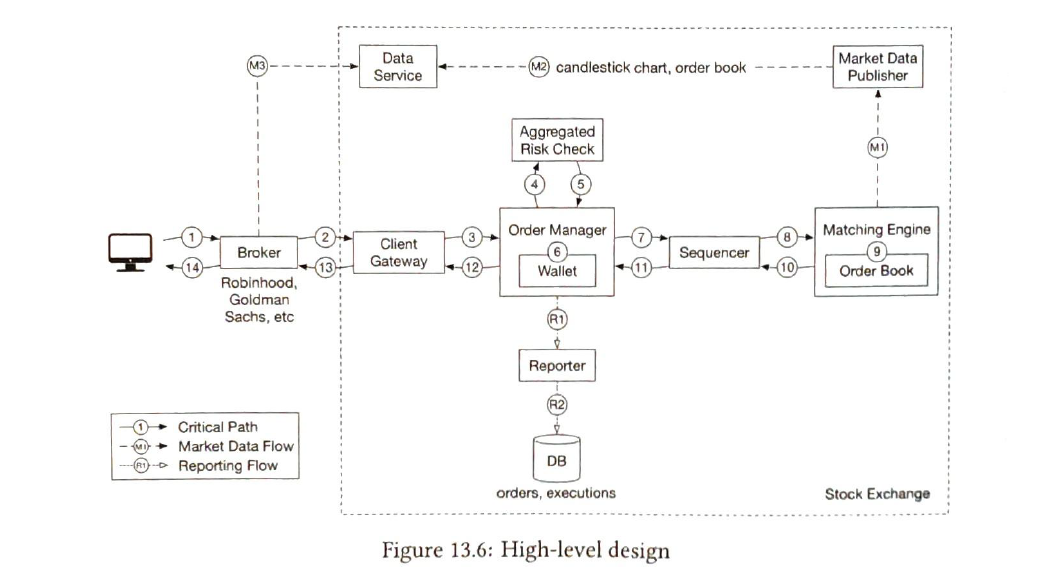 Data
Service
M3
M2
candlestick chart, order book
Market Data
Publisher
Aggregated
Risk Check
M1
4
5
1
14
Broker
2
13
Client
Gateway
3
12
Order Manager
6
Wallet
7
11
Sequencer
8
10
Matching Engine
9
Order Book
Robinhood,
Goldman
Sachs, etc
R1
Reporter
R2
DB
orders, executions
1 Critical Path
M1 Market Data Flow
R1 Reporting Flow
Stock Exchange
Figure 13.6: High-level design